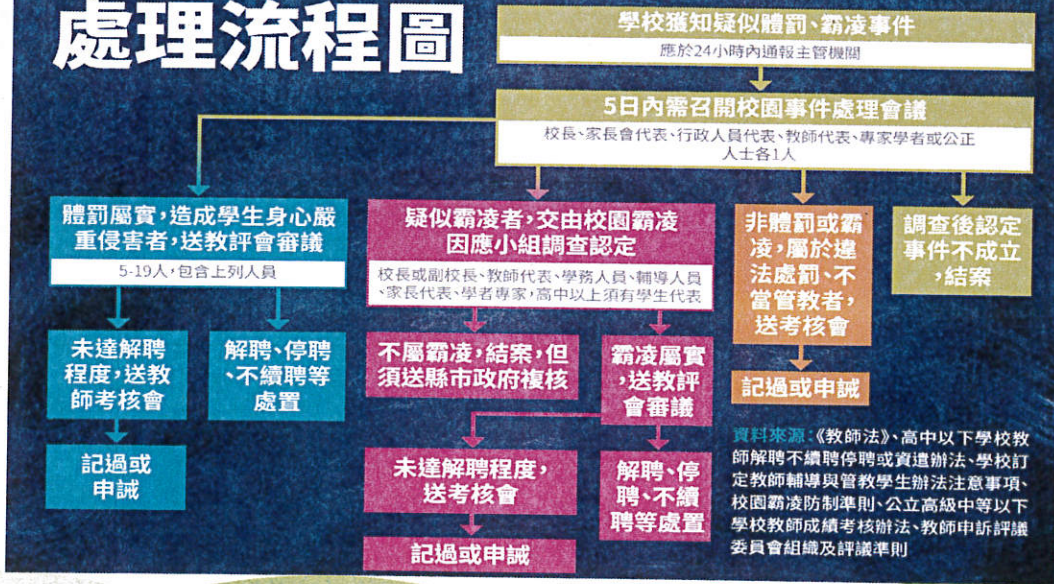 處理流程圖
學校獲知疑似體罰、霸凌事件
應於24小時內通報主管機關
5日內需召開校園事件處理會議
校長、家長會代表、行政人員代表、教師代表、專家學者或公正
人士各1人
體罰屬實,造成學生身心嚴
重侵害者,送教評會審議
5-19人,包含上列人員
未達解聘
程度,送教
師考核會
記過或
申誡
解聘、停聘
、不續聘等
處置
疑似霸凌者,交由校園霸凌
因應小組調查認定
校長或副校長、教師代表、學務人員、輔導人員
、家長代表、學者專家,高中以上須有學生代表
不屬霸凌,結案,但
須送縣市政府複核
霸凌屬實
,送教評
會審議
未達解聘程度,
送考核會
記過或申誡
解聘、停
聘、不續
聘等處置
非體罰或霸
凌,屬於違
法處罰、不
當管教者,
送考核會
記過或申誡
調查後認定
事件不成立
,結案
資料來源:《教師法》、高中以下學校教
師解聘不續聘停聘或資遣辦法、學校訂
定教師輔導與管教學生辦法注意事項、
校園霸凌防制準則、公立高級中等以下
學校教師成績考核辦法、教師申訴評議
委員會組織及評議準則